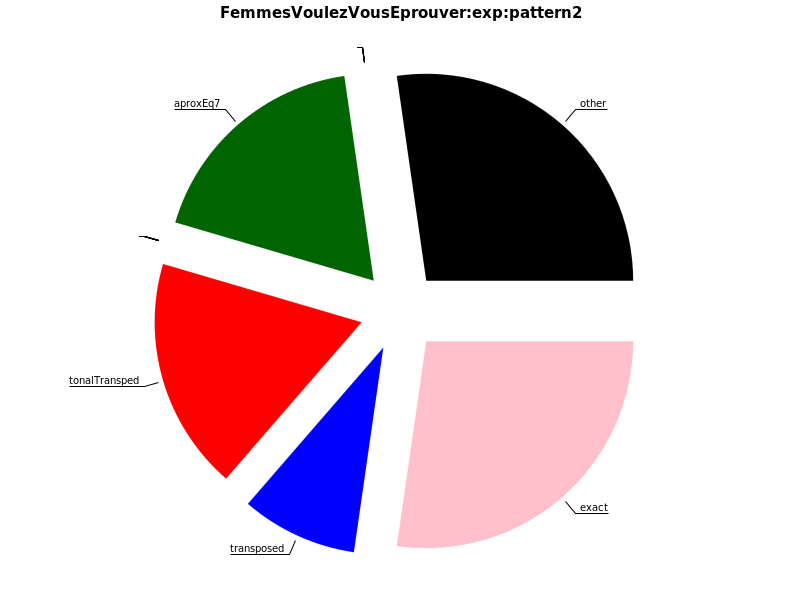 FemmesVoulezVousEprouver:exp:pattern2
other
aproxEq7
tonalTransped
exact
transposed